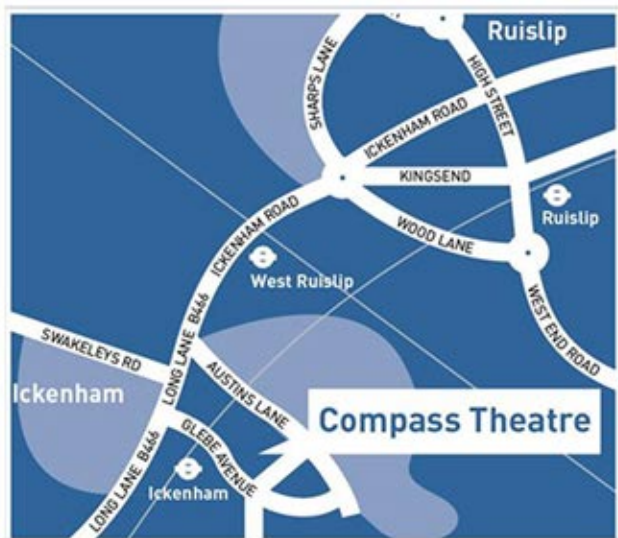 Ruislip
SHARPS LANE
ICKENHAM ROAD
HIGH STREET
KINGSEND
Ruislip
WOOD LANE
ICKENHAM ROAD
West Ruislip
WEST END ROAD
LONG LANE B466
SWAKELEYS RD
AUSTINS LANE
Ickenham
Compass Theatre
GLEBE AVENUE
Ickenham
LONG LANE B466